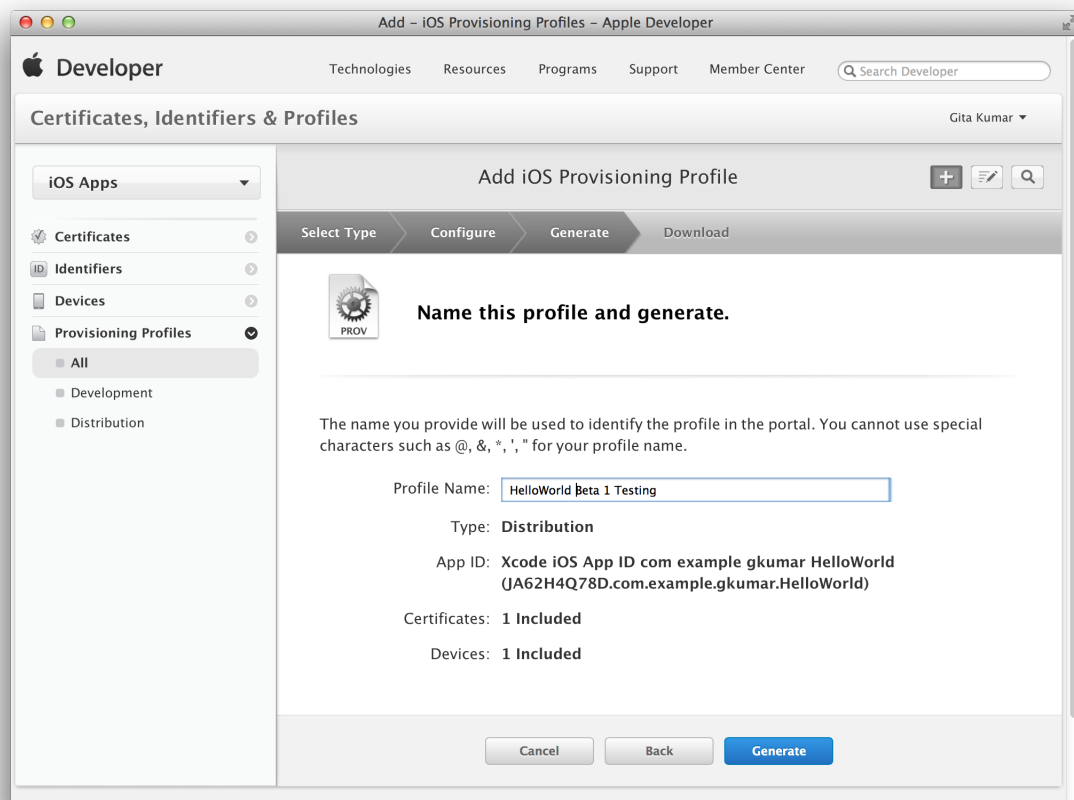 Add – iOS Provisioning Profiles – Apple Developer
Developer
Technologies Resources Programs Support Member Center
Search Developer
Certificates, Identifiers & Profiles
Gita Kumar
iOS Apps
Add iOS Provisioning Profile
Select Type Configure Generate Download
Certificates
ID Identifiers
Devices
Provisioning Profiles
All
Development
Distribution
PROV
Name this profile and generate.
The name you provide will be used to identify the profile in the portal. You cannot use special
characters such as @, &, *, ', " for your profile name.
Profile Name: HelloWorld Beta 1 Testing
Type: Distribution
App ID: Xcode iOS App ID com example gkumar HelloWorld
(JA62H4Q78D.com.example.gkumar.HelloWorld)
Certificates: 1 Included
Devices: 1 Included
Cancel Back Generate